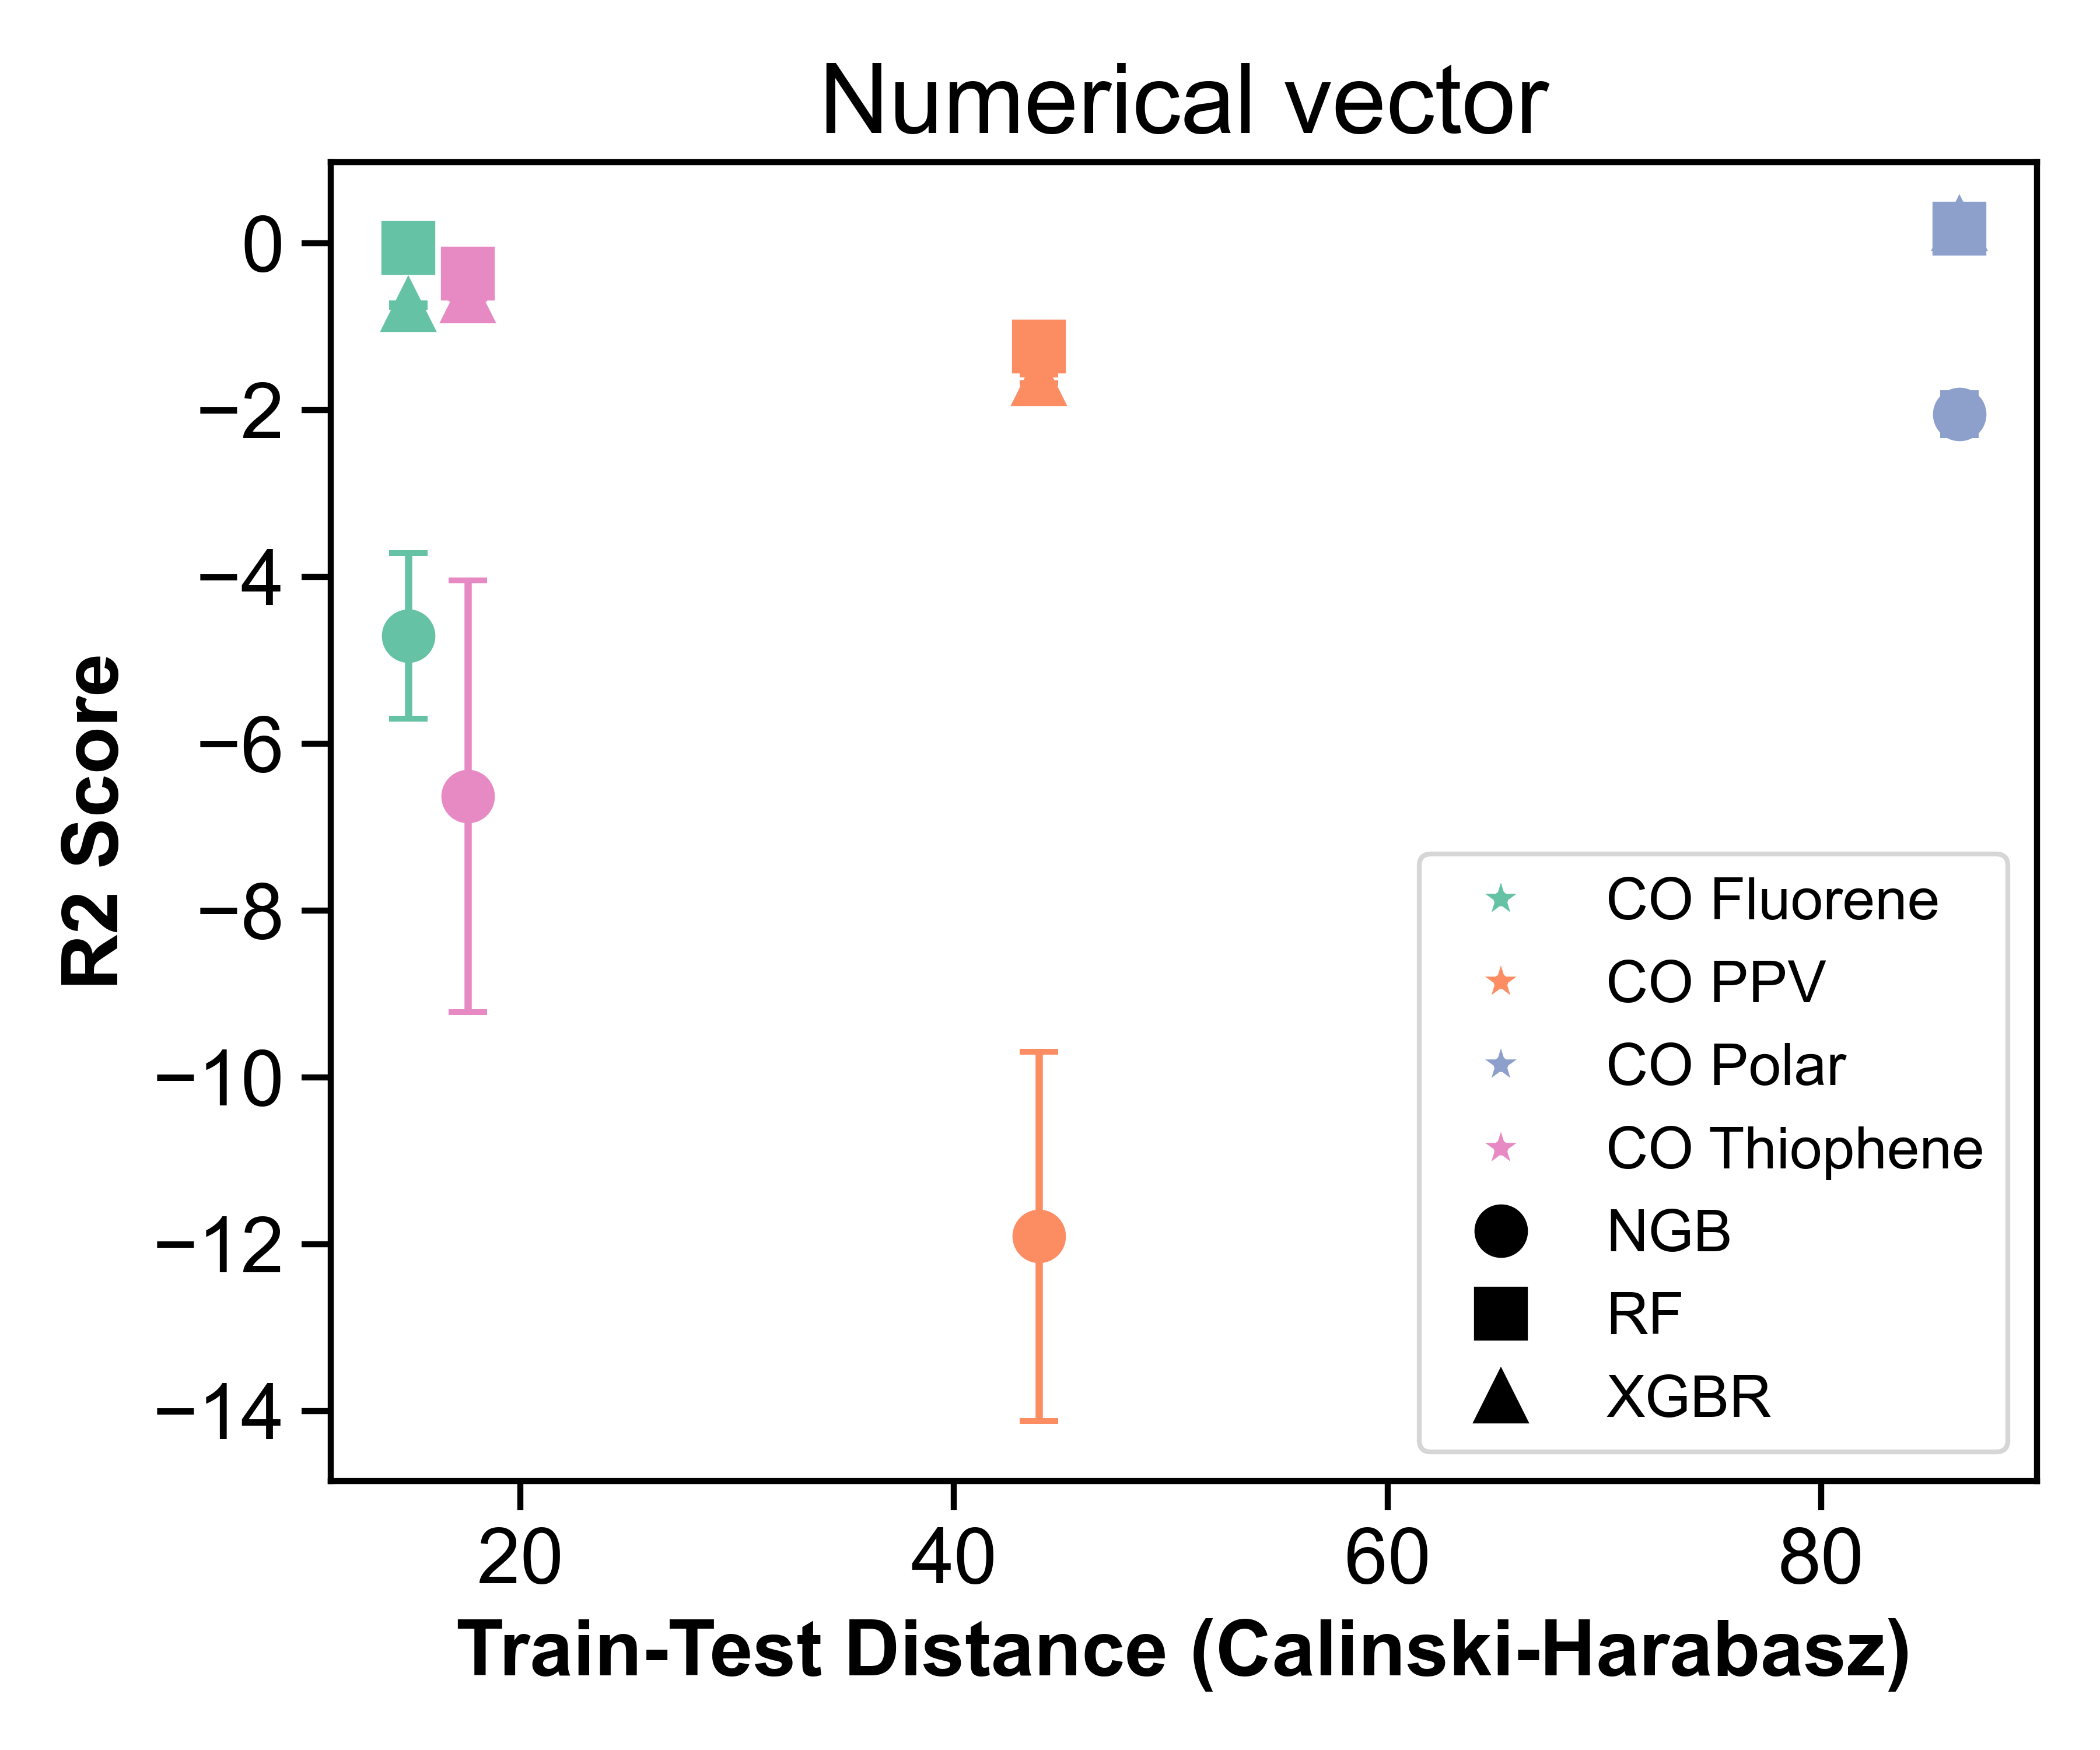 Numerical vector
R2 Score
0
−2
−4
−6
−8
−10
−12
−14
CO Fluorene
CO PPV
CO Polar
CO Thiophene
NGB
RF
XGBR
20 40 60 80
Train-Test Distance (Calinski-Harabasz)